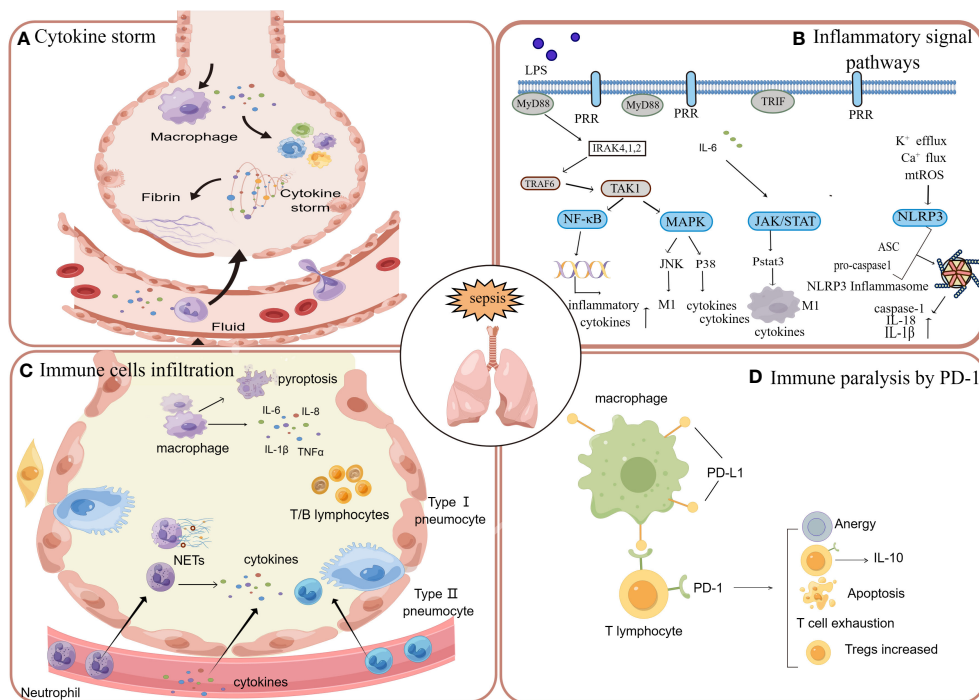 A Cytokine storm
Macrophage
Cytokine
storm
Fibrin
Fluid
B Inflammatory signal
pathways
LPS
MyD88
PRR
MyD88
PRR
TRIF
PRR
IRAK4,1,2
IL-6
K⁺ efflux
Ca⁺ flux
mtROS
TRAF6
TAK1
NF-κB
MAPK
JAK/STAT
NLRP3
JNK
P38
Pstat3
ASC
pro-caspase1
NLRP3 Inflammasome
inflammatory
cytokines
M1
cytokines
cytokines
M1
cytokines
caspase-1
IL-18
IL-1β
sepsis
C Immune cells infiltration
pyroptosis
IL-6
IL-8
IL-1β
TNFα
macrophage
T/B lymphocytes
Type Ⅰ
pneumocyte
NETs
cytokines
Type Ⅱ
pneumocyte
Neutrophil
cytokines
D Immune paralysis by PD-1
macrophage
PD-L1
PD-1
T lymphocyte
Anergy
IL-10
Apoptosis
T cell exhaustion
Tregs increased